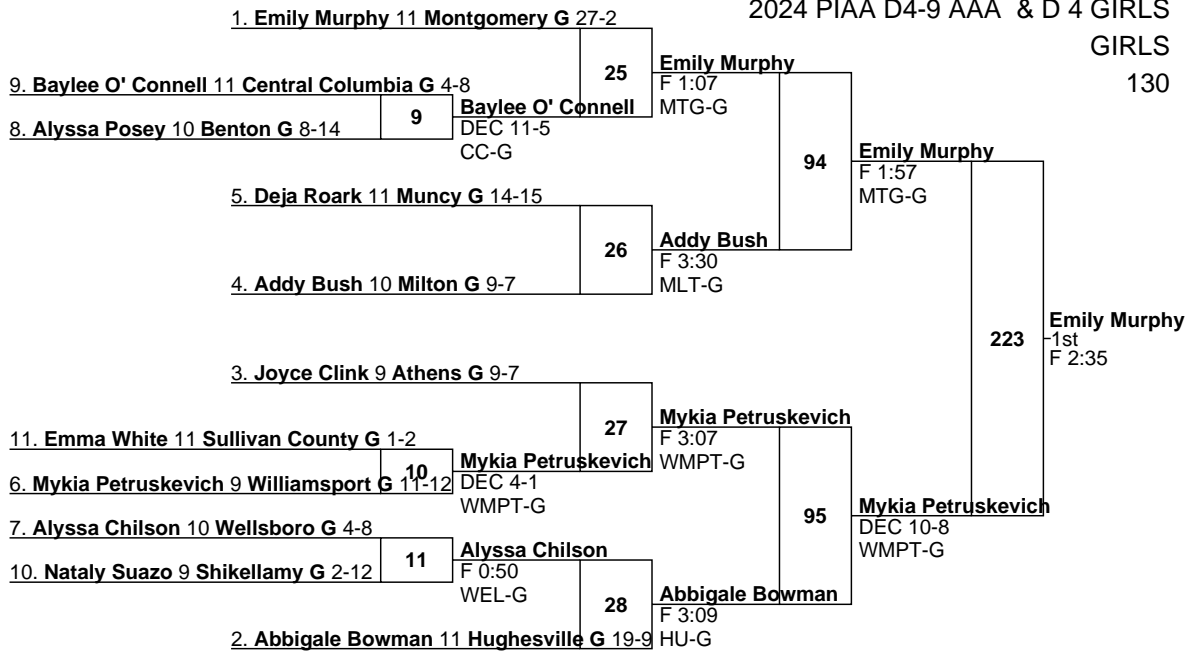 2024 PIAA D4-9 AAA & D 4 GIRLS
GIRLS
130
1. Emily Murphy 11 Montgomery G 27-2
25
Emily Murphy
F 1:07
MTG-G
9. Baylee O' Connell 11 Central Columbia G 4-8
9
Baylee O' Connell
DEC 11-5
CC-G
8. Alyssa Posey 10 Benton G 8-14
94
Emily Murphy
F 1:57
MTG-G
5. Deja Roark 11 Muncy G 14-15
26
Addy Bush
F 3:30
MLT-G
4. Addy Bush 10 Milton G 9-7
223
Emily Murphy
1st
F 2:35
3. Joyce Clink 9 Athens G 9-7
27
Mykia Petruskevich
F 3:07
WMPT-G
11. Emma White 11 Sullivan County G 1-2
10
Mykia Petruskevich
DEC 4-1
WMPT-G
6. Mykia Petruskevich 9 Williamsport G 11-12
95
Mykia Petruskevich
DEC 10-8
WMPT-G
7. Alyssa Chilson 10 Wellsboro G 4-8
11
Alyssa Chilson
F 0:50
WEL-G
10. Nataly Suazo 9 Shikellamy G 2-12
28
Abbigale Bowman
F 3:09
HU-G
2. Abbigale Bowman 11 Hughesville G 19-9